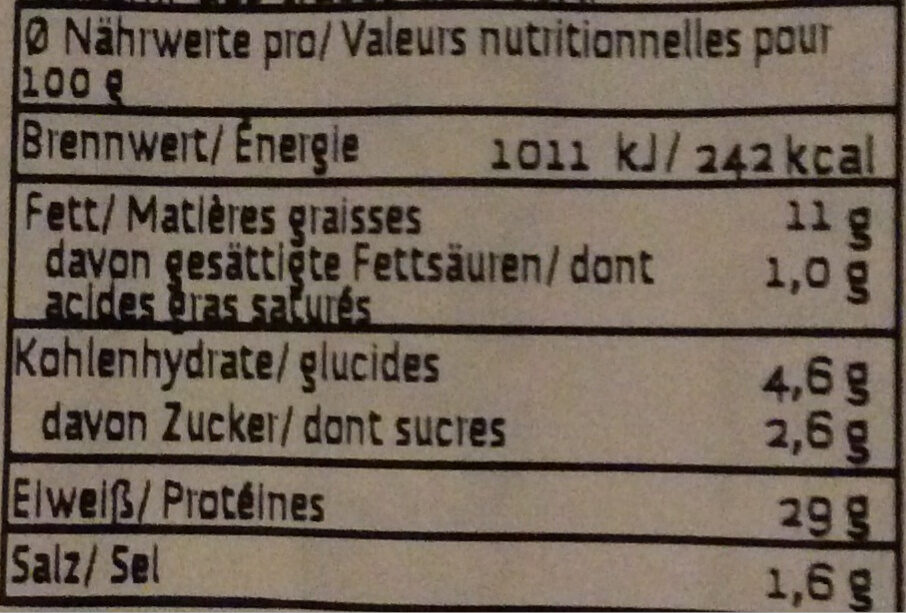 Ø Nährwerte pro/ Valeurs nutritionnelles pour
100 g
Brennwert/ Énergie 1011 kJ/ 242 kcal
Fett/ Matières graisses 11 g
davon gesättigte Fettsäuren/ dont 1,0 g
acides gras saturés
Kohlenhydrate/ glucides 4,6 g
davon Zucker/ dont sucres 2,6 g
Eiweiß/ Protéines 29 g
Salz/ Sel 1,6 g